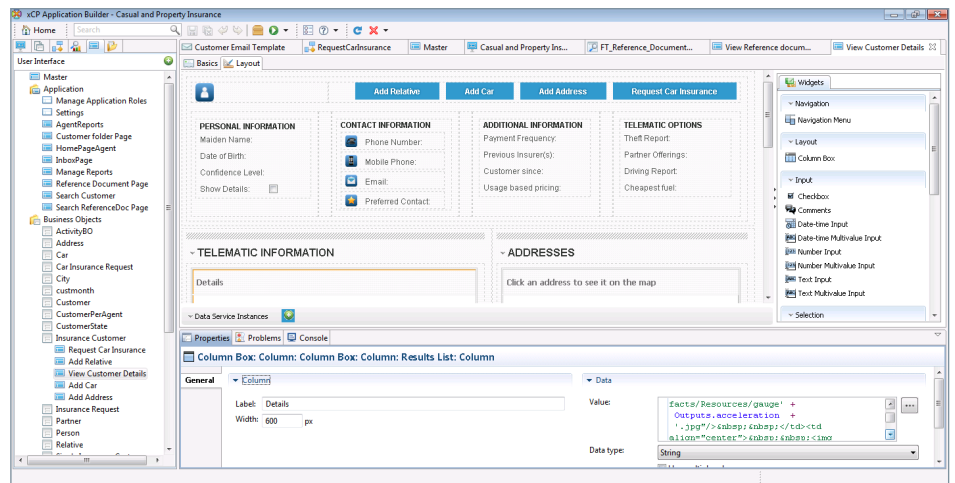 xCP Application Builder - Casual and Property Insurance
Home Search
User Interface
Master
Application
Manage Application Roles
Settings
AgentReports
Customer folder Page
HomePageAgent
InboxPage
Manage Reports
Reference Document Page
Search Customer
Search ReferenceDoc Page
Business Objects
ActivityBO
Address
Car
Car Insurance Request
City
custmonth
Customer
CustomerPerAgent
CustomerState
Insurance Customer
Request Car Insurance
Add Relative
View Customer Details
Add Car
Add Address
Insurance Request
Partner
Person
Relative
Customer Email Template RequestCarInsurance Master Casual and Property Ins... FT_Reference_Document... View Reference docum... View Customer Details
Basics Layout
Add Relative Add Car Add Address Request Car Insurance
PERSONAL INFORMATION
Maiden Name:
Date of Birth:
Confidence Level:
Show Details:
CONTACT INFORMATION
Phone Number:
Mobile Phone:
Email:
Preferred Contact:
ADDITIONAL INFORMATION
Payment Frequency:
Previous Insurer(s):
Customer since:
Usage based pricing:
TELEMATIC OPTIONS
Theft Report:
Partner Offerings:
Driving Report:
Cheapest fuel:
TELEMATIC INFORMATION
Details
ADDRESSES
Click an address to see it on the map
Data Service Instances
Widgets
Navigation
Navigation Menu
Layout
Column Box
Input
Checkbox
Comments
Date-time Input
Date-time Multivalue Input
Number Input
Number Multivalue Input
Text Input
Text Multivalue Input
Selection
Properties Problems Console
Column Box: Column: Column Box: Column: Results List: Column
General
Column
Label: Details
Width: 600 px
Data
Value: facts/Resources/gauge' +
Outputs.acceleration +
'.jpg"/>&nbsp;&nbsp;</td><td
align="center">&nbsp;&nbsp;<img
Data type: String